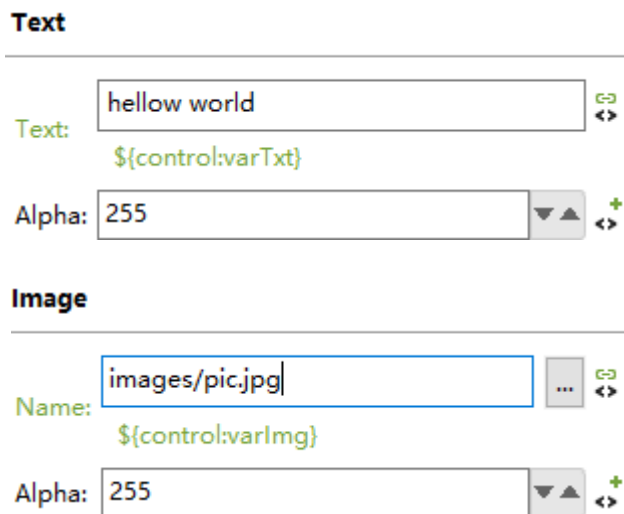 Text
hellow world
Text:
${control:varTxt}
Alpha: 255
Image
images/pic.jpg ...
Name:
${control:varImg}
Alpha: 255